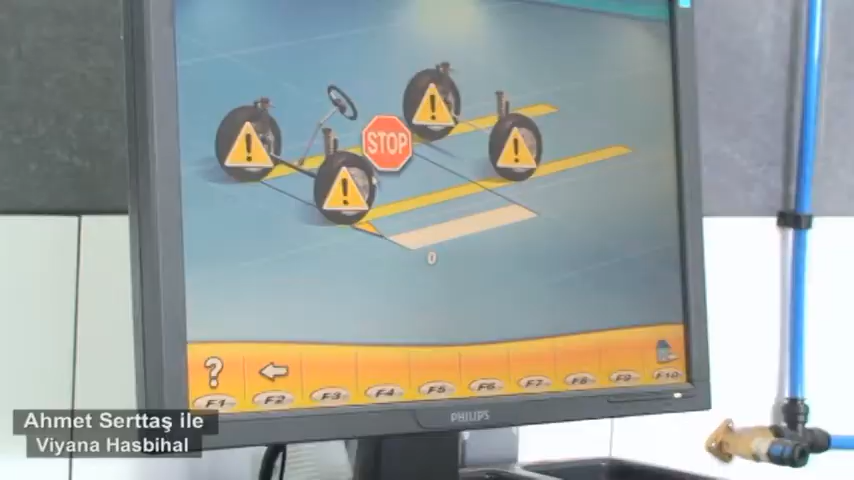 STOP
0
?
F1 F2 F3 F4 F5 F6 F7 F8 F9 F10
PHILIPS
Ahmet Serttaş ile
Viyana Hasbihal